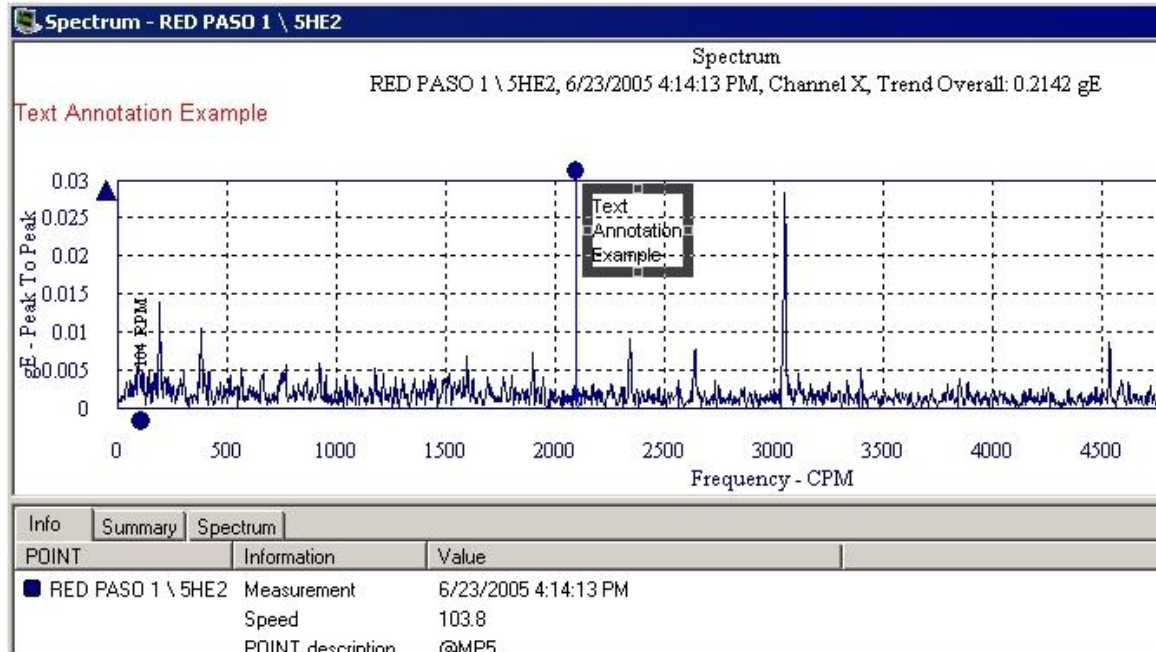 Spectrum - RED PASO 1 \ 5HE2
Spectrum
RED PASO 1 \ 5HE2, 6/23/2005 4:14:13 PM, Channel X, Trend Overall: 0.2142 gE
Text Annotation Example
0.03
0.025
0.02
0.015
0.01
0.005
0
gE - Peak To Peak
104 RPM
Text
Annotation
Example
0 500 1000 1500 2000 2500 3000 3500 4000 4500
Frequency - CPM
Info Summary Spectrum
POINT Information Value
RED PASO 1 \ 5HE2 Measurement 6/23/2005 4:14:13 PM
Speed 103.8
POINT description @MP5